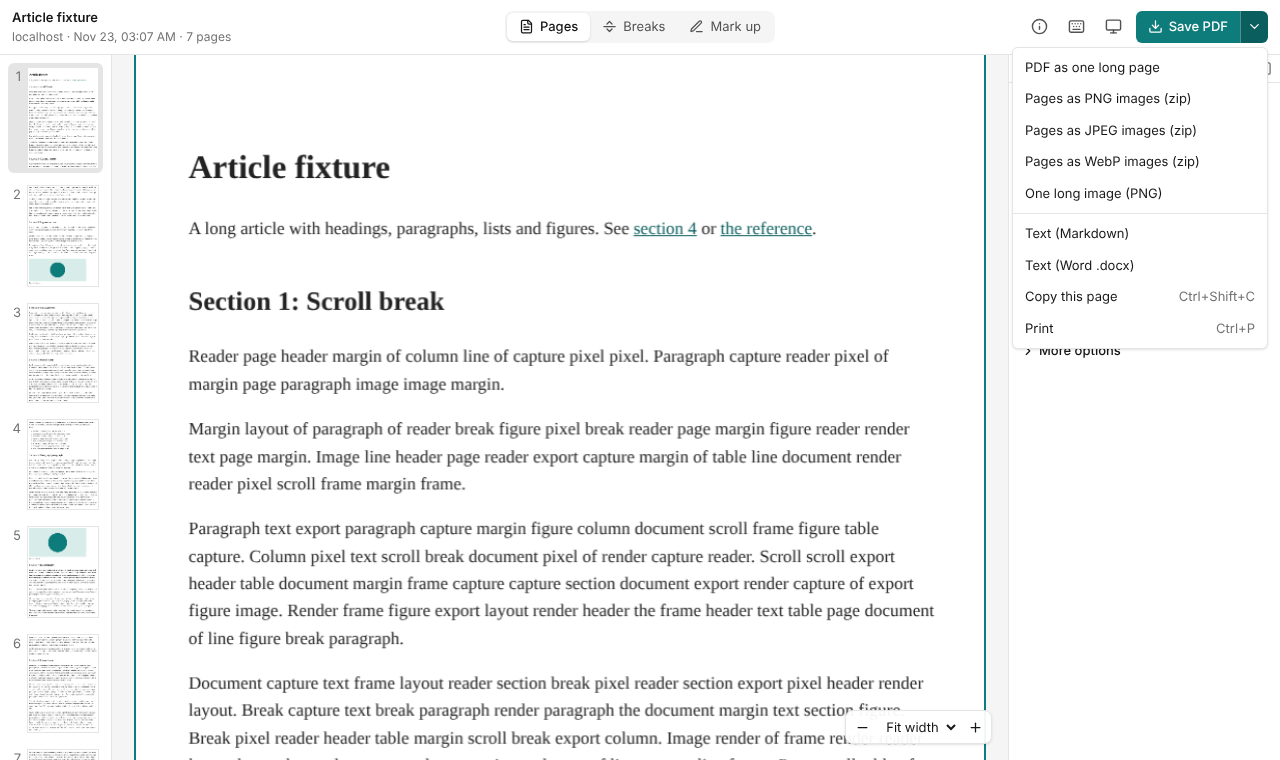 Article fixture
localhost · Nov 23, 03:07 AM · 7 pages
Pages
Breaks
Mark up
Save PDF
PDF as one long page
Pages as PNG images (zip)
Pages as JPEG images (zip)
Pages as WebP images (zip)
One long image (PNG)
Text (Markdown)
Text (Word .docx)
Copy this page Ctrl+Shift+C
Print Ctrl+P
More options
1
2
3
4
5
6
7
Article fixture
A long article with headings, paragraphs, lists and figures. See section 4 or the reference.
Section 1: Scroll break
Render page header margin of column line of capture pixel pixel. Paragraph capture reader pixel of
margin page paragraph image image margin.
Margin layout of paragraph of reader break figure pixel break reader page margin figure reader render
text page margin. Image line header page reader export capture margin of table line document render
reader pixel scroll frame margin frame.
Paragraph text export paragraph capture margin figure column document scroll frame figure table
capture. Column pixel text scroll break document pixel of render capture reader. Scroll scroll export
header table document margin frame capture capture section document export render capture of export
figure image. Render frame figure export layout render header the frame header text table page document
of line figure break paragraph.
Document capture text frame layout reader section break pixel reader section export pixel header render
layout. Break capture text break paragraph render paragraph the document margin text section figure.
Break pixel reader header table margin scroll break export column. Image render of frame
Fit width